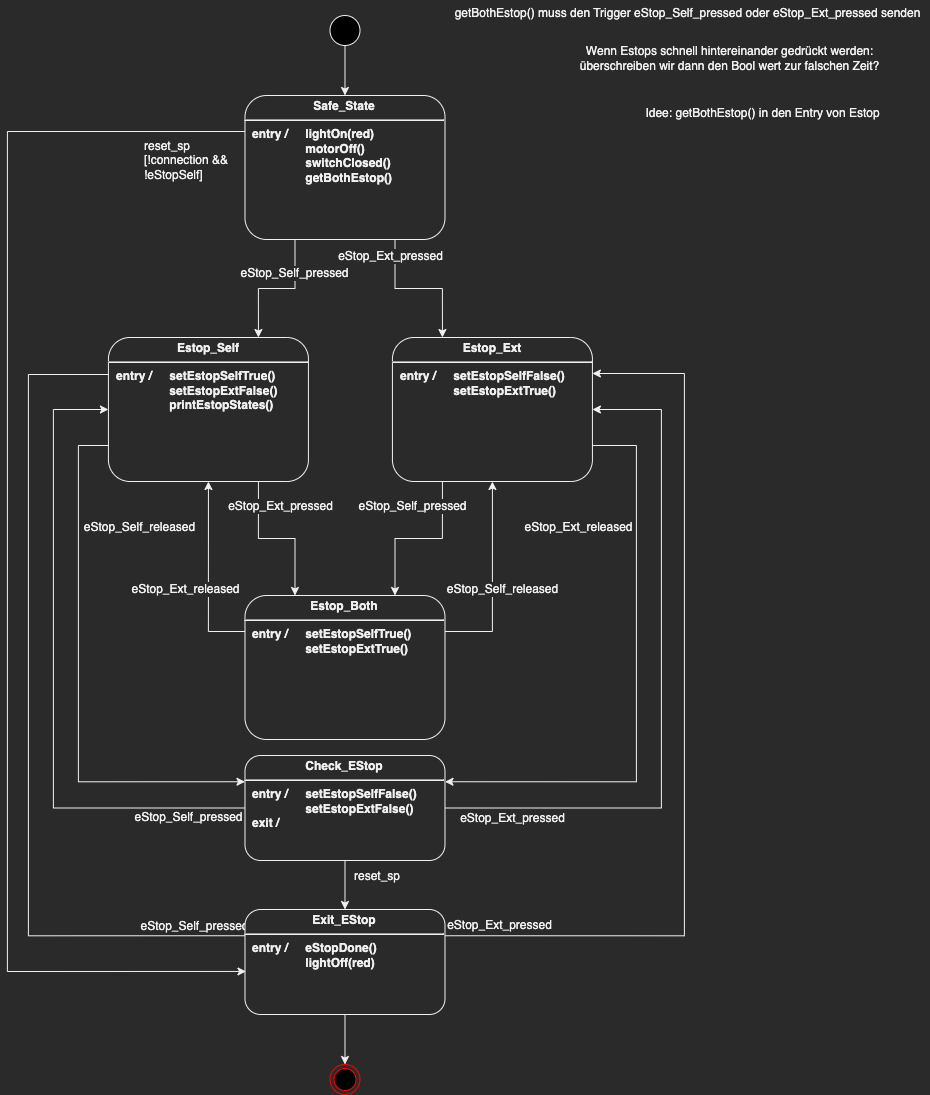 getBothEstop() muss den Trigger eStop_Self_pressed oder eStop_Ext_pressed senden
Wenn Estops schnell hintereinander gedrückt werden:
überschreiben wir dann den Bool wert zur falschen Zeit?
Idee: getBothEstop() in den Entry von Estop
Safe_State
entry / lightOn(red)
motorOff()
switchClosed()
getBothEstop()
reset_sp
[!connection &&
!eStopSelf]
eStop_Self_pressed
eStop_Ext_pressed
Estop_Self
entry / setEstopSelfTrue()
setEstopExtFalse()
printEstopStates()
Estop_Ext
entry / setEstopSelfFalse()
setEstopExtTrue()
eStop_Ext_pressed
eStop_Self_pressed
eStop_Self_released
eStop_Ext_released
eStop_Ext_released
eStop_Self_released
Estop_Both
entry / setEstopSelfTrue()
setEstopExtTrue()
Check_EStop
entry / setEstopSelfFalse()
setEstopExtFalse()
exit /
eStop_Self_pressed
eStop_Ext_pressed
reset_sp
Exit_EStop
entry / eStopDone()
lightOff(red)
eStop_Self_pressed
eStop_Ext_pressed